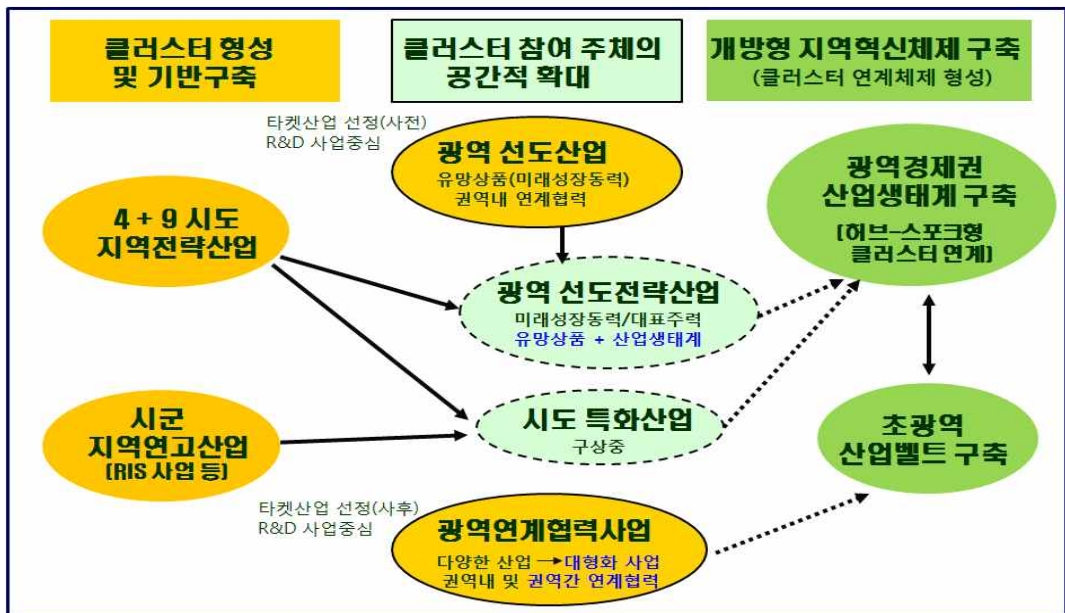 클러스터 형성
및 기반구축
클러스터 참여 주체의
공간적 확대
개방형 지역혁신체제 구축
(클러스터 연계체제 형성)
타켓산업 선정(사전)
R&D 사업중심
광역 선도산업
유망상품(미래성장동력)
권역내 연계협력
4 + 9 시도
지역전략산업
광역 선도전략산업
미래성장동력/대표주력
유망상품 + 산업생태계
광역경제권
산업생태계 구축
(허브-스포크형
클러스터 연계)
시군
지역연고산업
(RIS 사업 등)
시도 특화산업
구상중
초광역
산업벨트 구축
타켓산업 선정(사후)
R&D 사업중심
광역연계협력사업
다양한 산업 → 대형화 사업
권역내 및 권역간 연계협력